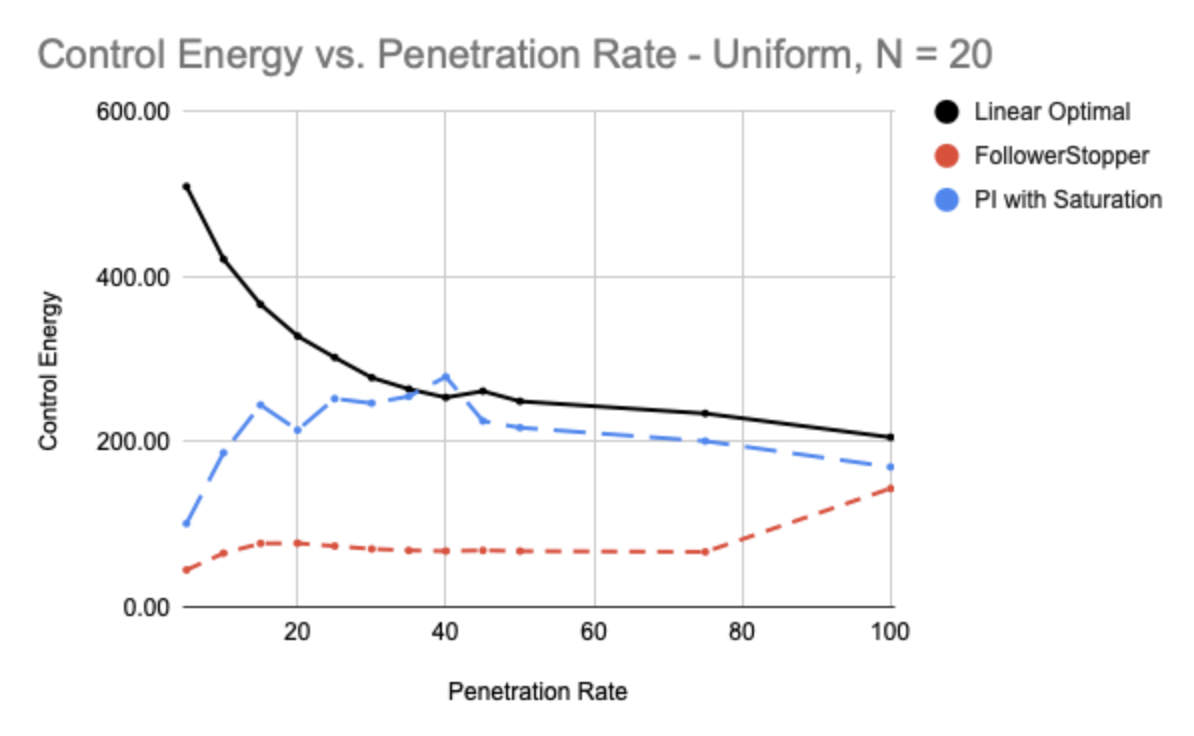 Control Energy vs. Penetration Rate - Uniform, N = 20
600.00
400.00
200.00
0.00
Control Energy
20
40
60
80
100
Penetration Rate
Linear Optimal
FollowerStopper
PI with Saturation